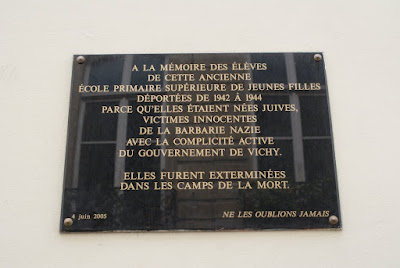 A LA MÉMOIRE DES ÉLÈVES
DE CETTE ANCIENNE
ÉCOLE PRIMAIRE SUPÉRIEURE DE JEUNES FILLES
DÉPORTÉES DE 1942 À 1944
PARCE QU'ELLES ÉTAIENT NÉES JUIVES,
VICTIMES INNOCENTES
DE LA BARBARIE NAZIE
AVEC LA COMPLICITÉ ACTIVE
DU GOUVERNEMENT DE VICHY.
ELLES FURENT EXTERMINÉES
DANS LES CAMPS DE LA MORT.
4 juin 2005 NE LES OUBLIONS JAMAIS